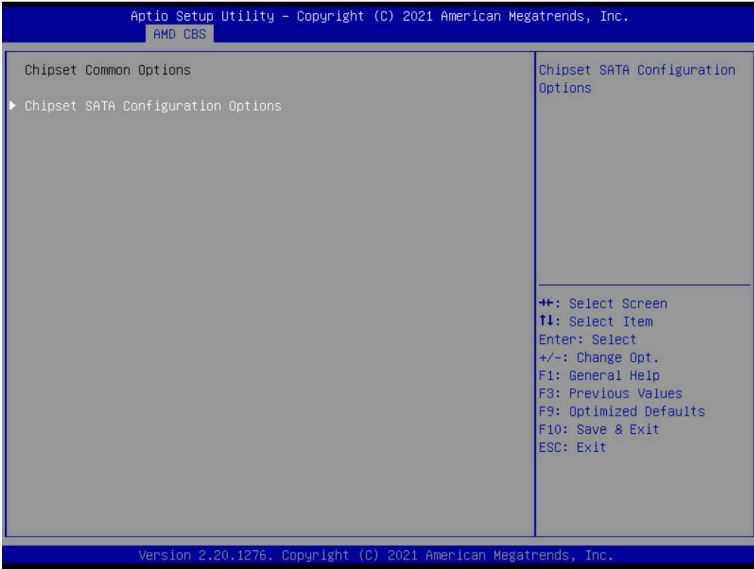 Aptio Setup Utility – Copyright (C) 2021 American Megatrends, Inc.
AMD CBS
Chipset Common Options
Chipset SATA Configuration Options
Chipset SATA Configuration
Options
→←: Select Screen
↑↓: Select Item
Enter: Select
+/-: Change Opt.
F1: General Help
F3: Previous Values
F9: Optimized Defaults
F10: Save & Exit
ESC: Exit
Version 2.20.1276. Copyright (C) 2021 American Megatrends, Inc.